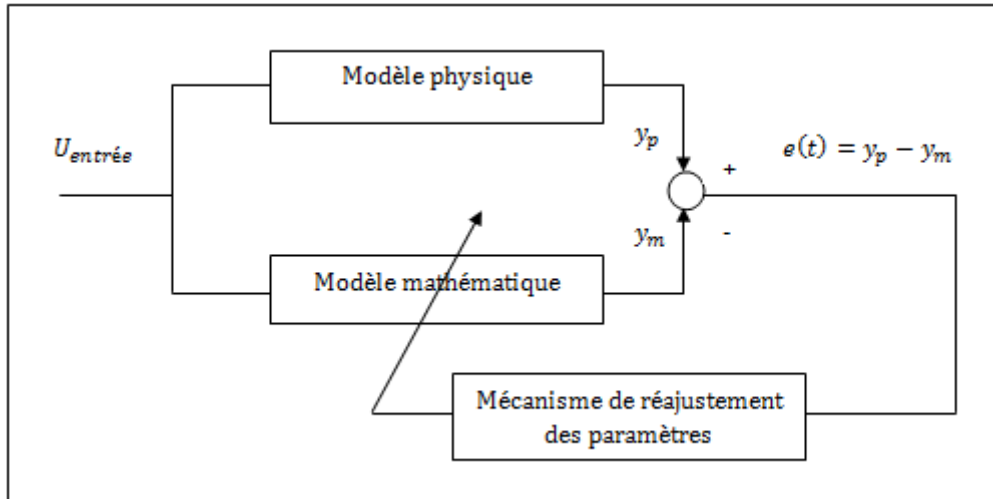 Modèle physique
U_entrée
y_p
e(t) = y_p − y_m
+
y_m
-
Modèle mathématique
Mécanisme de réajustement
des paramètres